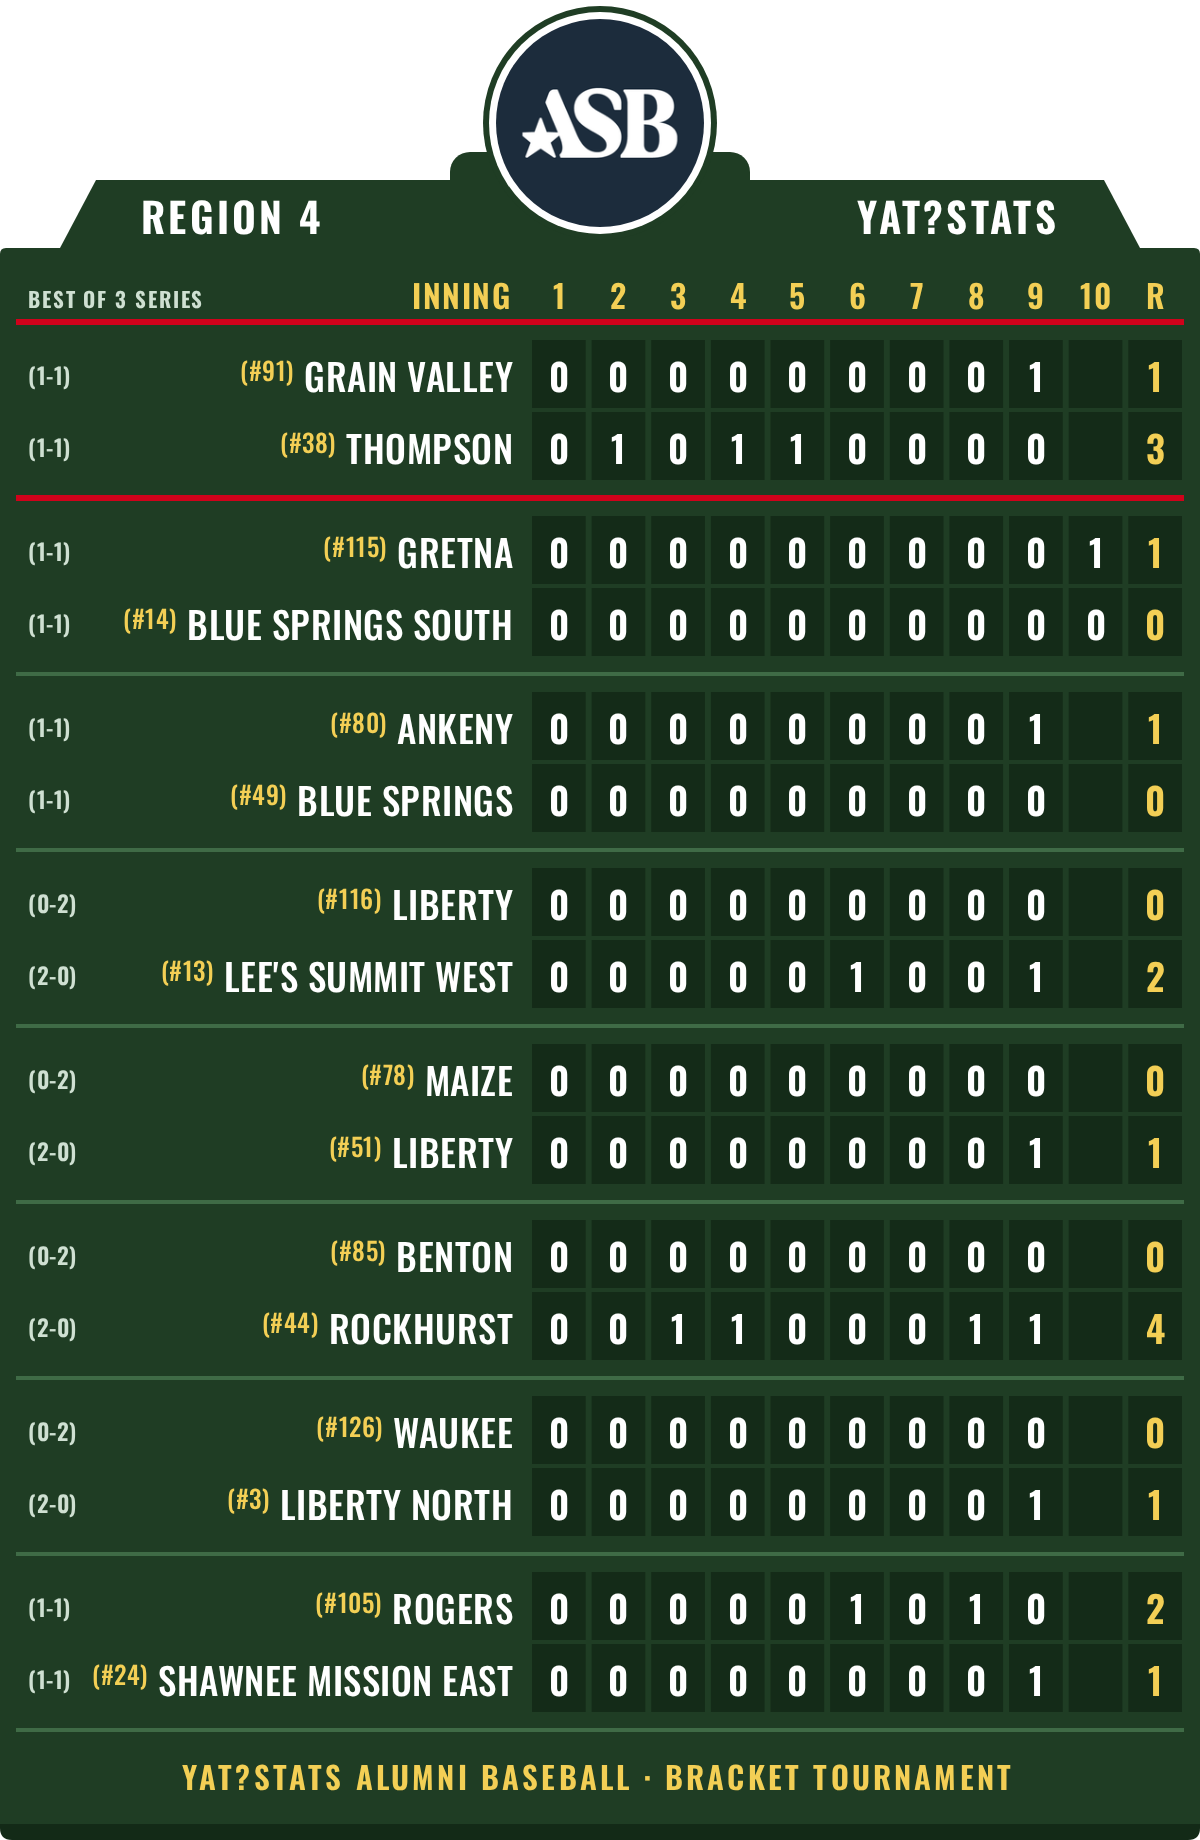 ASB
REGION 4 YAT?STATS
BEST OF 3 SERIES INNING 1 2 3 4 5 6 7 8 9 10 R
(1-1) (#91) GRAIN VALLEY 0 0 0 0 0 0 0 0 1 1
(1-1) (#38) THOMPSON 0 1 0 1 1 0 0 0 0 3
(1-1) (#115) GRETNA 0 0 0 0 0 0 0 0 0 1 1
(1-1) (#14) BLUE SPRINGS SOUTH 0 0 0 0 0 0 0 0 0 0 0
(1-1) (#80) ANKENY 0 0 0 0 0 0 0 0 1 1
(1-1) (#49) BLUE SPRINGS 0 0 0 0 0 0 0 0 0 0
(0-2) (#116) LIBERTY 0 0 0 0 0 0 0 0 0 0
(2-0) (#13) LEE'S SUMMIT WEST 0 0 0 0 0 1 0 0 1 2
(0-2) (#78) MAIZE 0 0 0 0 0 0 0 0 0 0
(2-0) (#51) LIBERTY 0 0 0 0 0 0 0 0 1 1
(0-2) (#85) BENTON 0 0 0 0 0 0 0 0 0 0
(2-0) (#44) ROCKHURST 0 0 1 1 0 0 0 1 1 4
(0-2) (#126) WAUKEE 0 0 0 0 0 0 0 0 0 0
(2-0) (#3) LIBERTY NORTH 0 0 0 0 0 0 0 0 1 1
(1-1) (#105) ROGERS 0 0 0 0 0 1 0 1 0 2
(1-1) (#24) SHAWNEE MISSION EAST 0 0 0 0 0 0 0 0 1 1
YAT?STATS ALUMNI BASEBALL · BRACKET TOURNAMENT